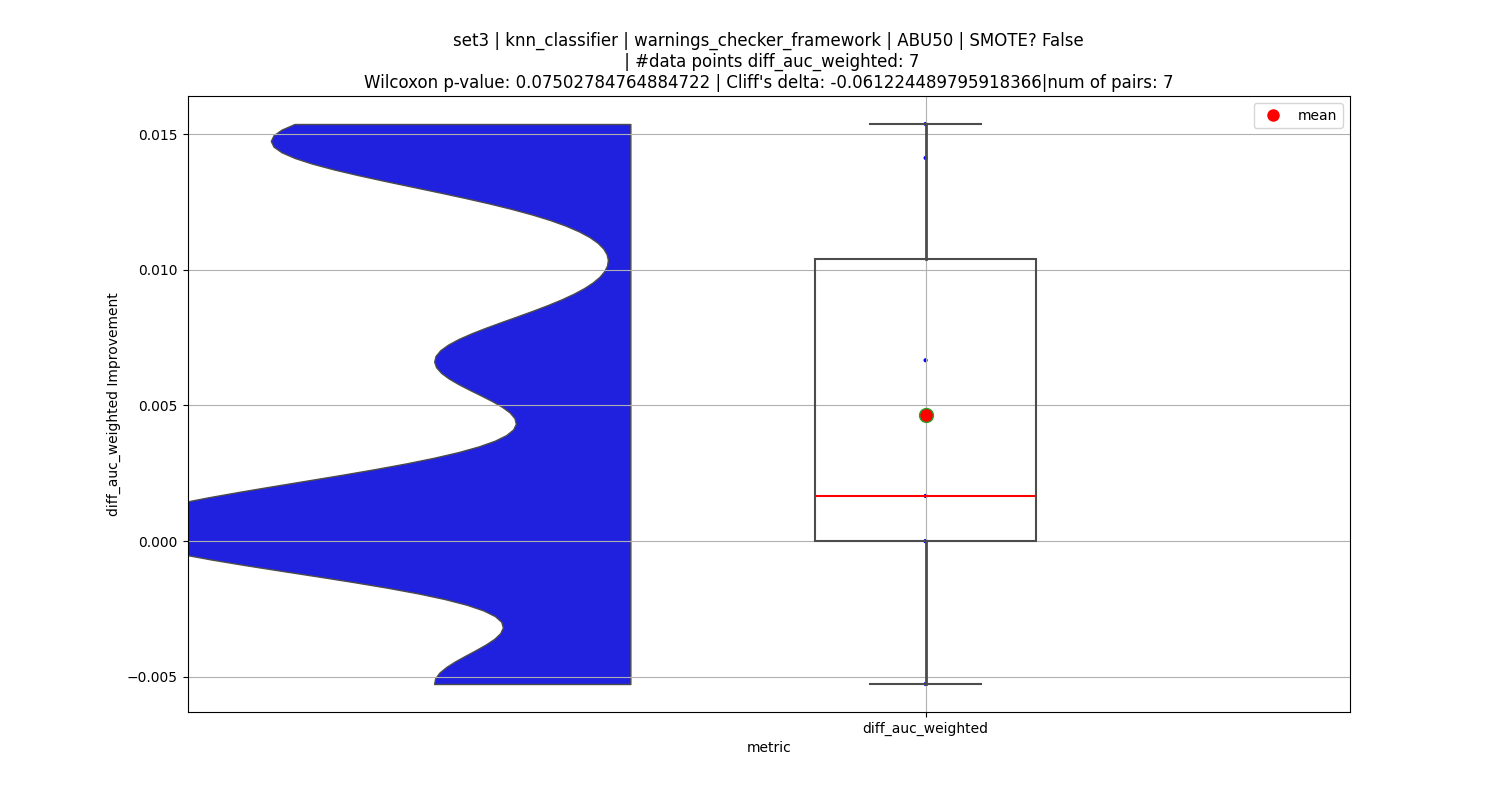 set3 | knn_classifier | warnings_checker_framework | ABU50 | SMOTE? False
| #data points diff_auc_weighted: 7
Wilcoxon p-value: 0.07502784764884722 | Cliff's delta: -0.061224489795918366|num of pairs: 7
mean
0.015
0.010
0.005
0.000
−0.005
diff_auc_weighted Improvement
diff_auc_weighted
metric